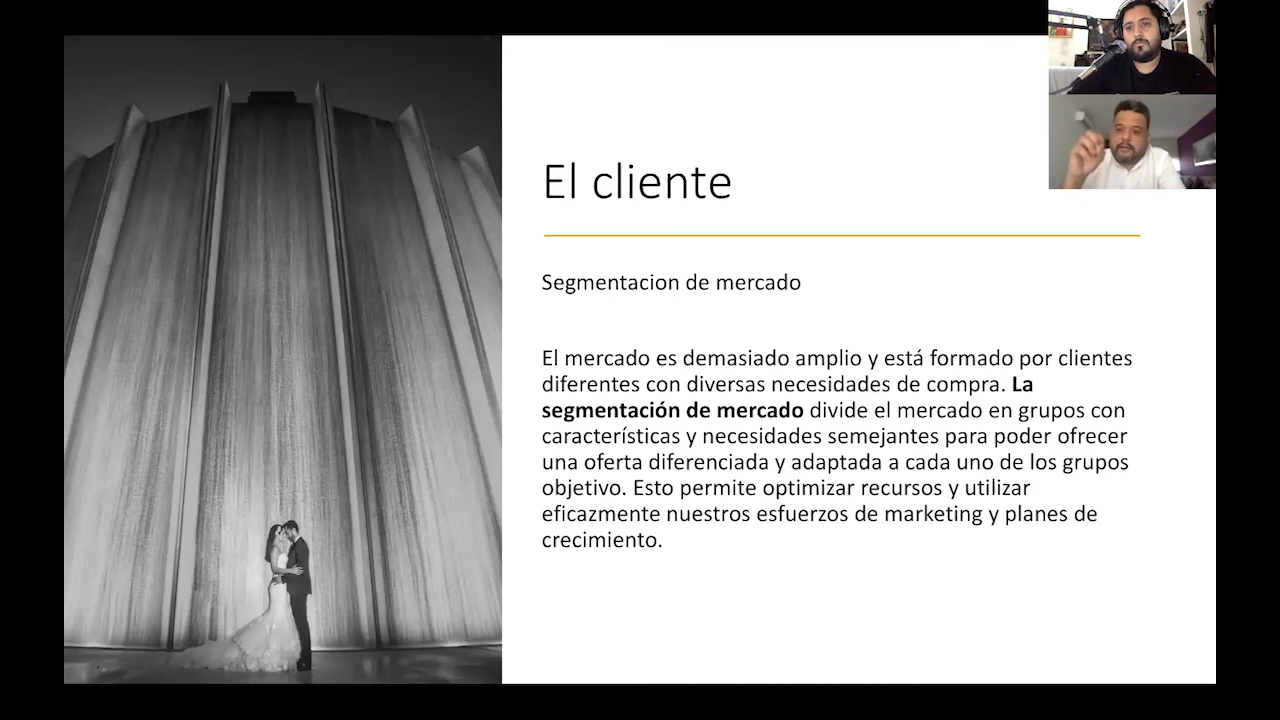 El cliente
Segmentacion de mercado
El mercado es demasiado amplio y está formado por clientes
diferentes con diversas necesidades de compra. La
segmentación de mercado divide el mercado en grupos con
características y necesidades semejantes para poder ofrecer
una oferta diferenciada y adaptada a cada uno de los grupos
objetivo. Esto permite optimizar recursos y utilizar
eficazmente nuestros esfuerzos de marketing y planes de
crecimiento.